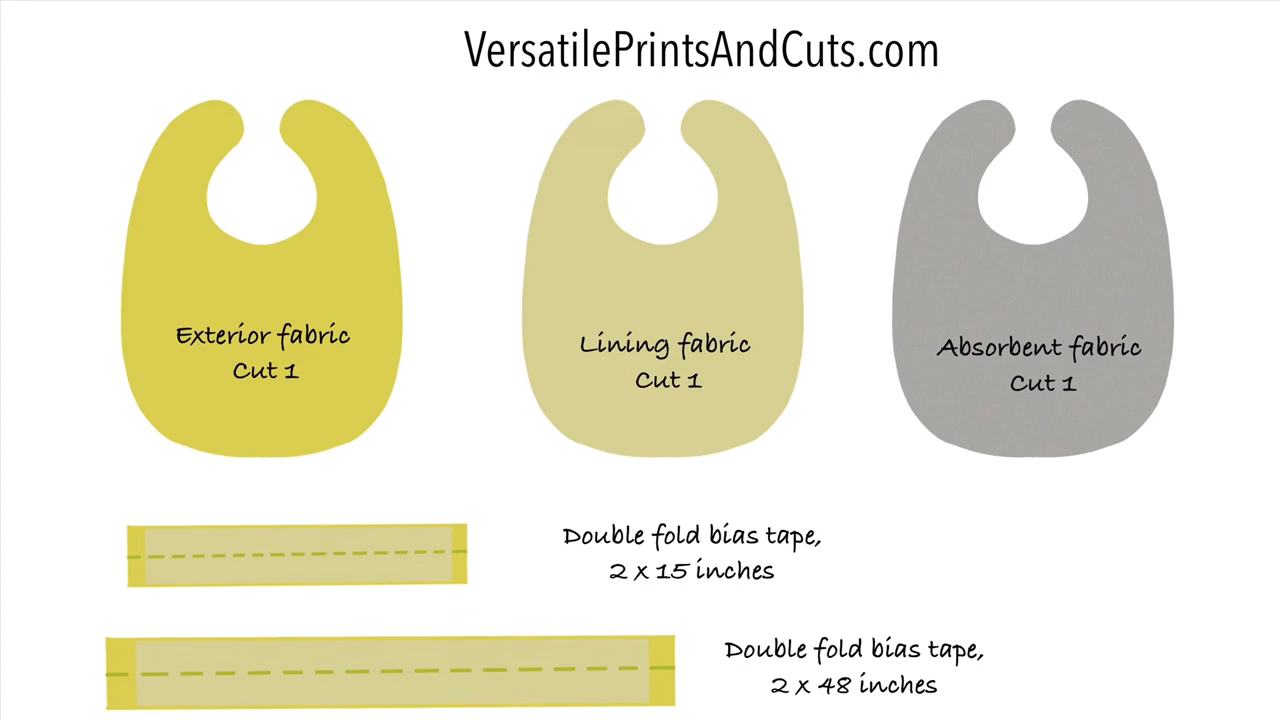 VersatilePrintsAndCuts.com
Exterior fabric
Cut 1
Lining fabric
Cut 1
Absorbent fabric
Cut 1
Double fold bias tape,
2 x 15 inches
Double fold bias tape,
2 x 48 inches